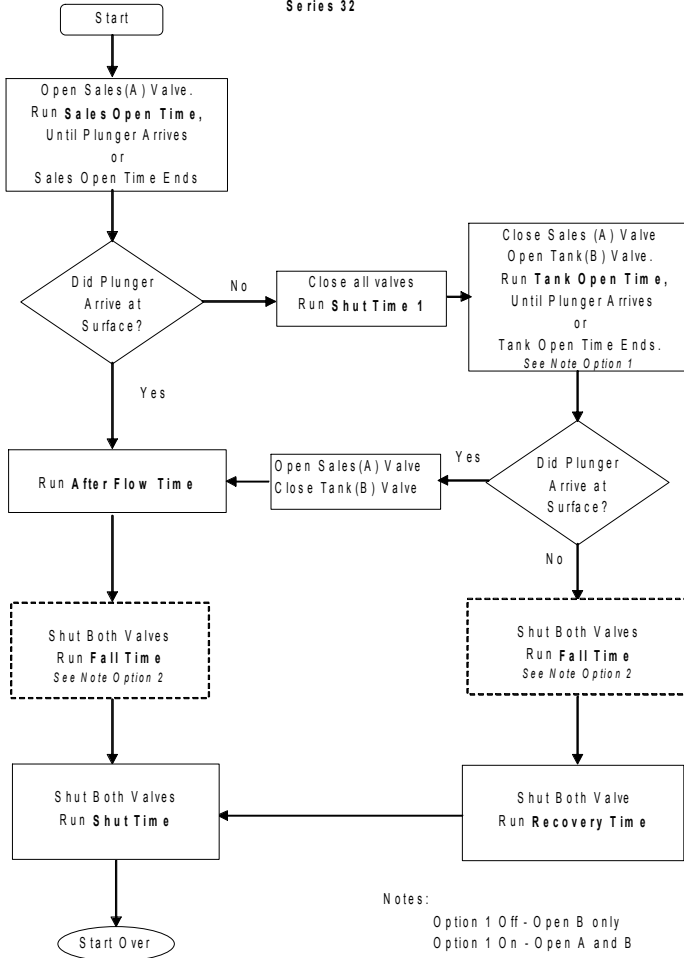 Series 32
Start
Open Sales(A) Valve.
Run Sales Open Time,
Until Plunger Arrives
or
Sales Open Time Ends
Did Plunger
Arrive at
Surface?
No
Close all valves
Run Shut Time 1
Close Sales (A) Valve
Open Tank(B) Valve.
Run Tank Open Time,
Until Plunger Arrives
or
Tank Open Time Ends.
See Note Option 1
Yes
Run After Flow Time
Open Sales(A) Valve
Close Tank(B) Valve
Yes
Did Plunger
Arrive at
Surface?
No
Shut Both Valves
Run Fall Time
See Note Option 2
Shut Both Valves
Run Fall Time
See Note Option 2
Shut Both Valves
Run Shut Time
Shut Both Valve
Run Recovery Time
Start Over
Notes:
Option 1 Off - Open B only
Option 1 On - Open A and B